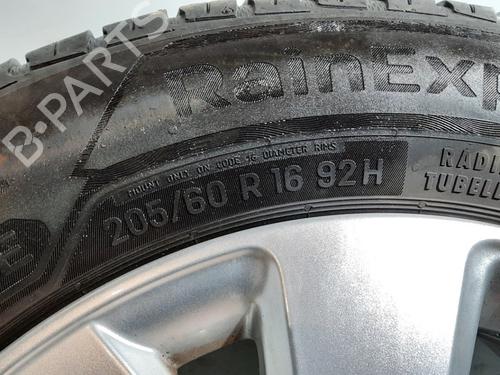 B-PARTS
RainExp
MOUNT ONLY ON CODE 16 DIAMETER RIMS
205/60 R 16 92H
RADI
TUBELE
E